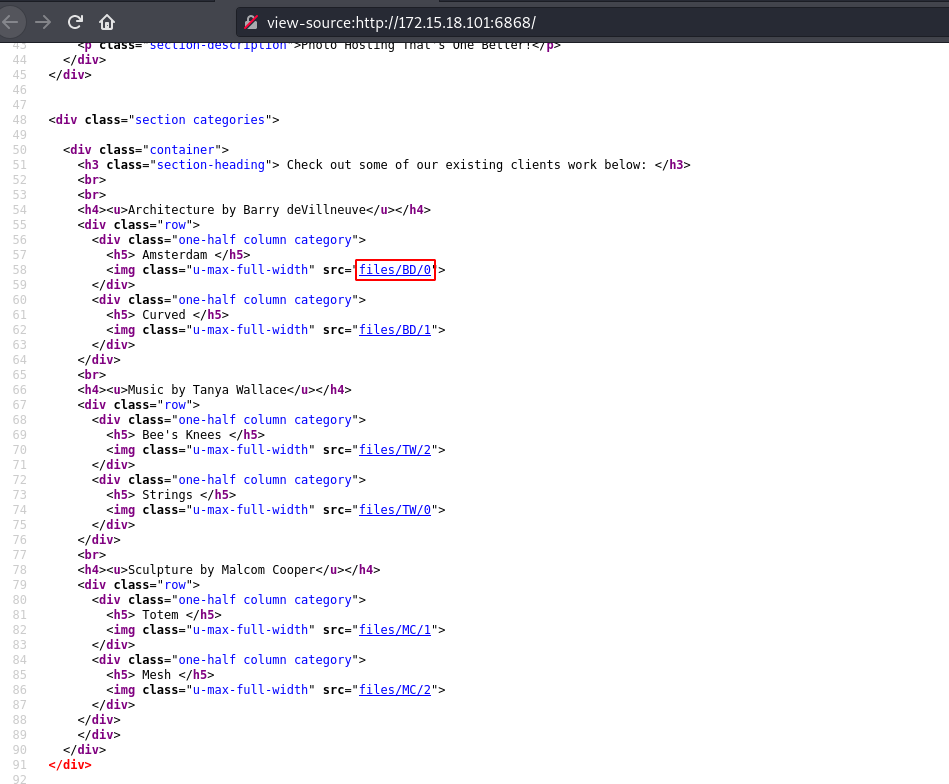 view-source:http://172.15.18.101:6868/
43 <p class="section-description">Photo Hosting That's One Better!</p>
44 </div>
45 </div>
46
47
48 <div class="section categories">
49
50 <div class="container">
51 <h3 class="section-heading"> Check out some of our existing clients work below: </h3>
52 <br>
53 <br>
54 <h4><u>Architecture by Barry deVillneuve</u></h4>
55 <div class="row">
56 <div class="one-half column category">
57 <h5> Amsterdam </h5>
58 <img class="u-max-full-width" src="files/BD/0">
59 </div>
60 <div class="one-half column category">
61 <h5> Curved </h5>
62 <img class="u-max-full-width" src="files/BD/1">
63 </div>
64 </div>
65 <br>
66 <h4><u>Music by Tanya Wallace</u></h4>
67 <div class="row">
68 <div class="one-half column category">
69 <h5> Bee's Knees </h5>
70 <img class="u-max-full-width" src="files/TW/2">
71 </div>
72 <div class="one-half column category">
73 <h5> Strings </h5>
74 <img class="u-max-full-width" src="files/TW/0">
75 </div>
76 </div>
77 <br>
78 <h4><u>Sculpture by Malcom Cooper</u></h4>
79 <div class="row">
80 <div class="one-half column category">
81 <h5> Totem </h5>
82 <img class="u-max-full-width" src="files/MC/1">
83 </div>
84 <div class="one-half column category">
85 <h5> Mesh </h5>
86 <img class="u-max-full-width" src="files/MC/2">
87 </div>
88 </div>
89 </div>
90 </div>
91 </div>
92